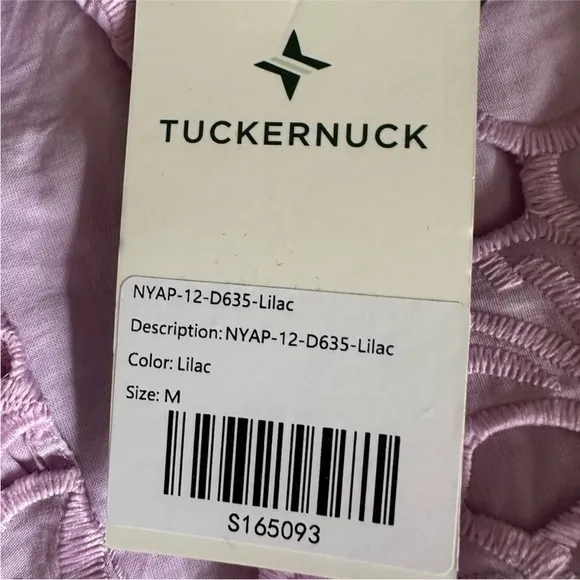 TUCKERNUCK
NYAP-12-D635-Lilac
Description: NYAP-12-D635-Lilac
Color: Lilac
Size: M
S165093